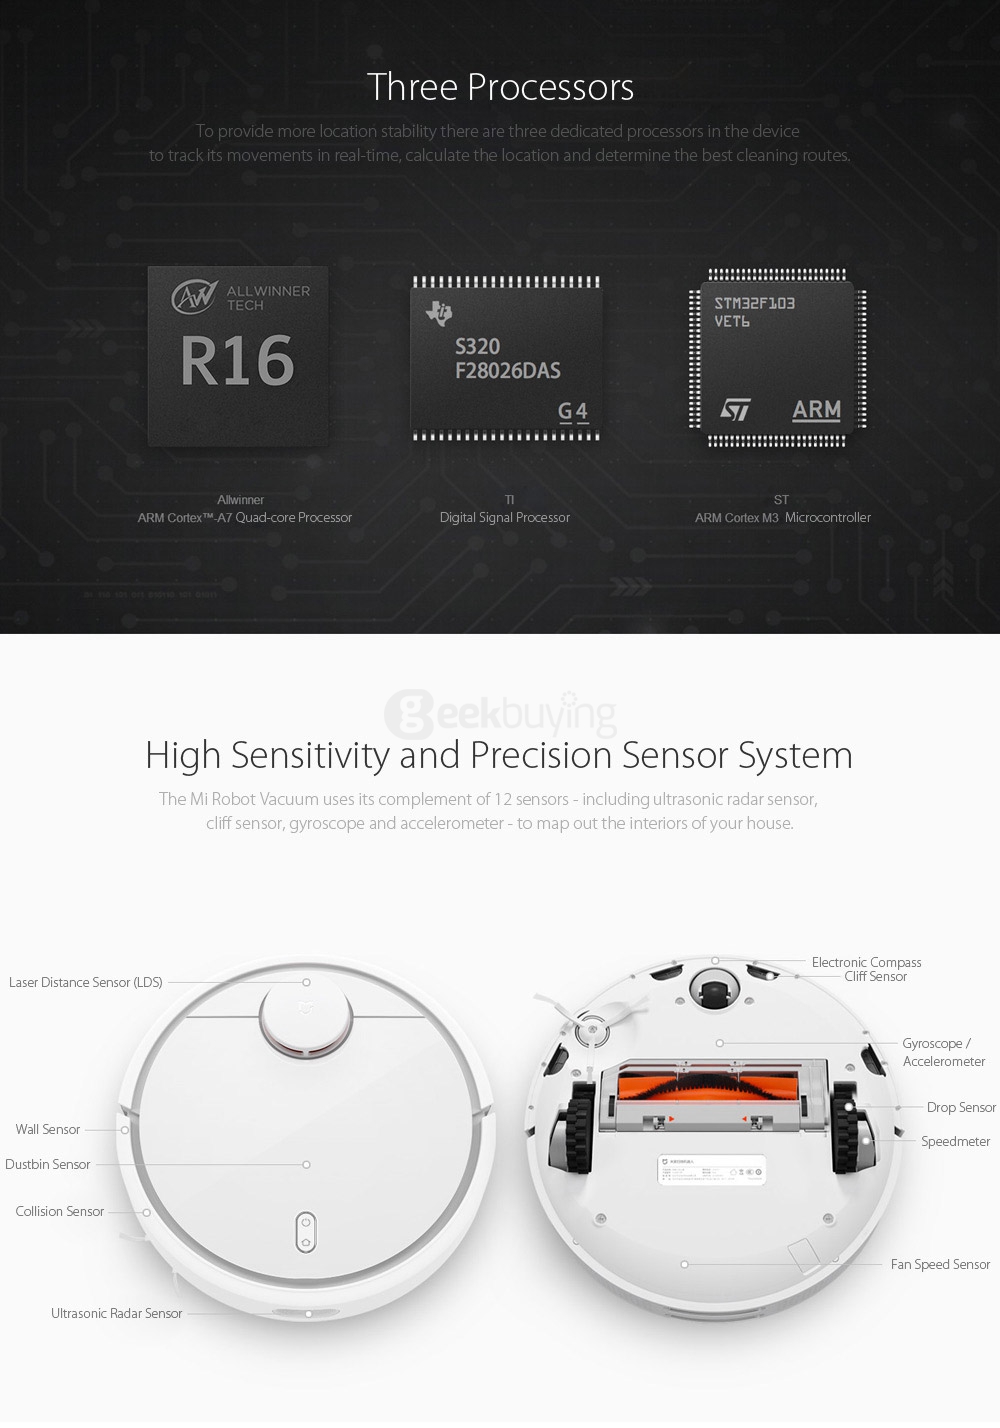 Three Processors
To provide more location stability there are three dedicated processors in the device
to track its movements in real-time, calculate the location and determine the best cleaning routes.
ALLWINNER
TECH
R16
S320
F28026DAS
G4
STM32F103
VET6
ST ARM
Allwinner
ARM Cortex™-A7 Quad-core Processor
TI
Digital Signal Processor
ST
ARM Cortex M3 Microcontroller
geekbuying
High Sensitivity and Precision Sensor System
The Mi Robot Vacuum uses its complement of 12 sensors - including ultrasonic radar sensor,
cliff sensor, gyroscope and accelerometer - to map out the interiors of your house.
Laser Distance Sensor (LDS)
Wall Sensor
Dustbin Sensor
Collision Sensor
Ultrasonic Radar Sensor
Electronic Compass
Cliff Sensor
Gyroscope /
Accelerometer
Drop Sensor
Speedmeter
Fan Speed Sensor